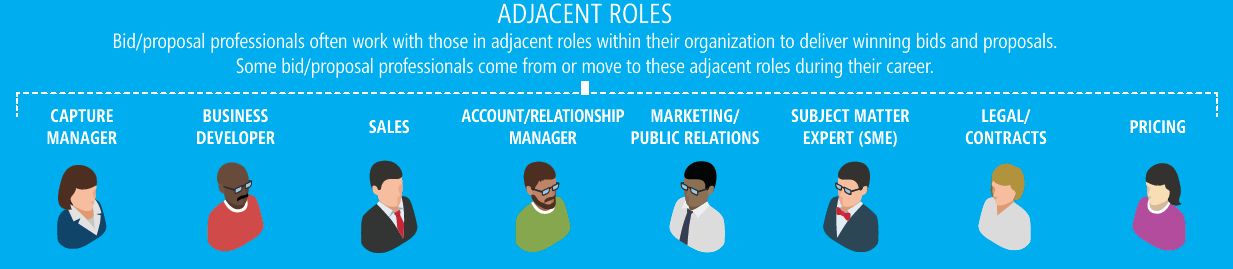 ADJACENT ROLES
Bid/proposal professionals often work with those in adjacent roles within their organization to deliver winning bids and proposals.
Some bid/proposal professionals come from or move to these adjacent roles during their career.
CAPTURE
MANAGER
BUSINESS
DEVELOPER
SALES
ACCOUNT/RELATIONSHIP
MANAGER
MARKETING/
PUBLIC RELATIONS
SUBJECT MATTER
EXPERT (SME)
LEGAL/
CONTRACTS
PRICING